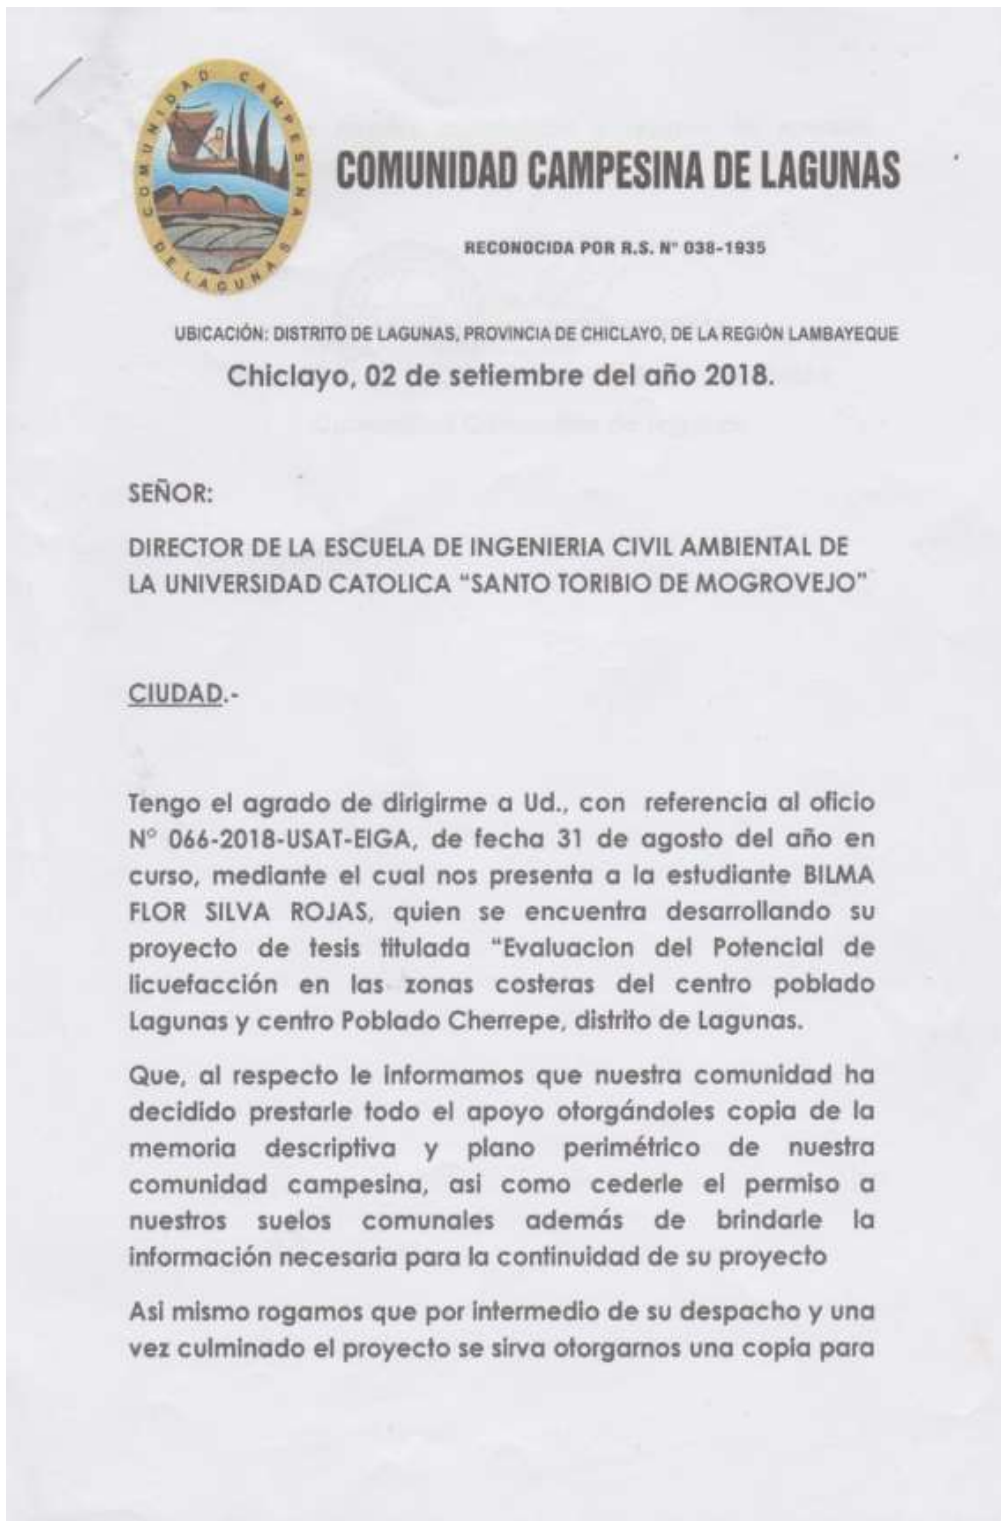 COMUNIDAD CAMPESINA DE LAGUNAS
COMUNIDAD CAMPESINA DE LAGUNAS
RECONOCIDA POR R.S. N° 038-1935
UBICACIÓN: DISTRITO DE LAGUNAS, PROVINCIA DE CHICLAYO, DE LA REGIÓN LAMBAYEQUE
Chiclayo, 02 de setiembre del año 2018.
SEÑOR:
DIRECTOR DE LA ESCUELA DE INGENIERIA CIVIL AMBIENTAL DE
LA UNIVERSIDAD CATOLICA “SANTO TORIBIO DE MOGROVEJO”
CIUDAD.-
Tengo el agrado de dirigirme a Ud., con referencia al oficio
N° 066-2018-USAT-EIGA, de fecha 31 de agosto del año en
curso, mediante el cual nos presenta a la estudiante BILMA
FLOR SILVA ROJAS, quien se encuentra desarrollando su
proyecto de tesis titulada “Evaluacion del Potencial de
licuefacción en las zonas costeras del centro poblado
Lagunas y centro Poblado Cherrepe, distrito de Lagunas.
Que, al respecto le informamos que nuestra comunidad ha
decidido prestarle todo el apoyo otorgándoles copia de la
memoria descriptiva y plano perimétrico de nuestra
comunidad campesina, asi como cederle el permiso a
nuestros suelos comunales además de brindarle la
información necesaria para la continuidad de su proyecto
Asi mismo rogamos que por intermedio de su despacho y una
vez culminado el proyecto se sirva otorgarnos una copia para